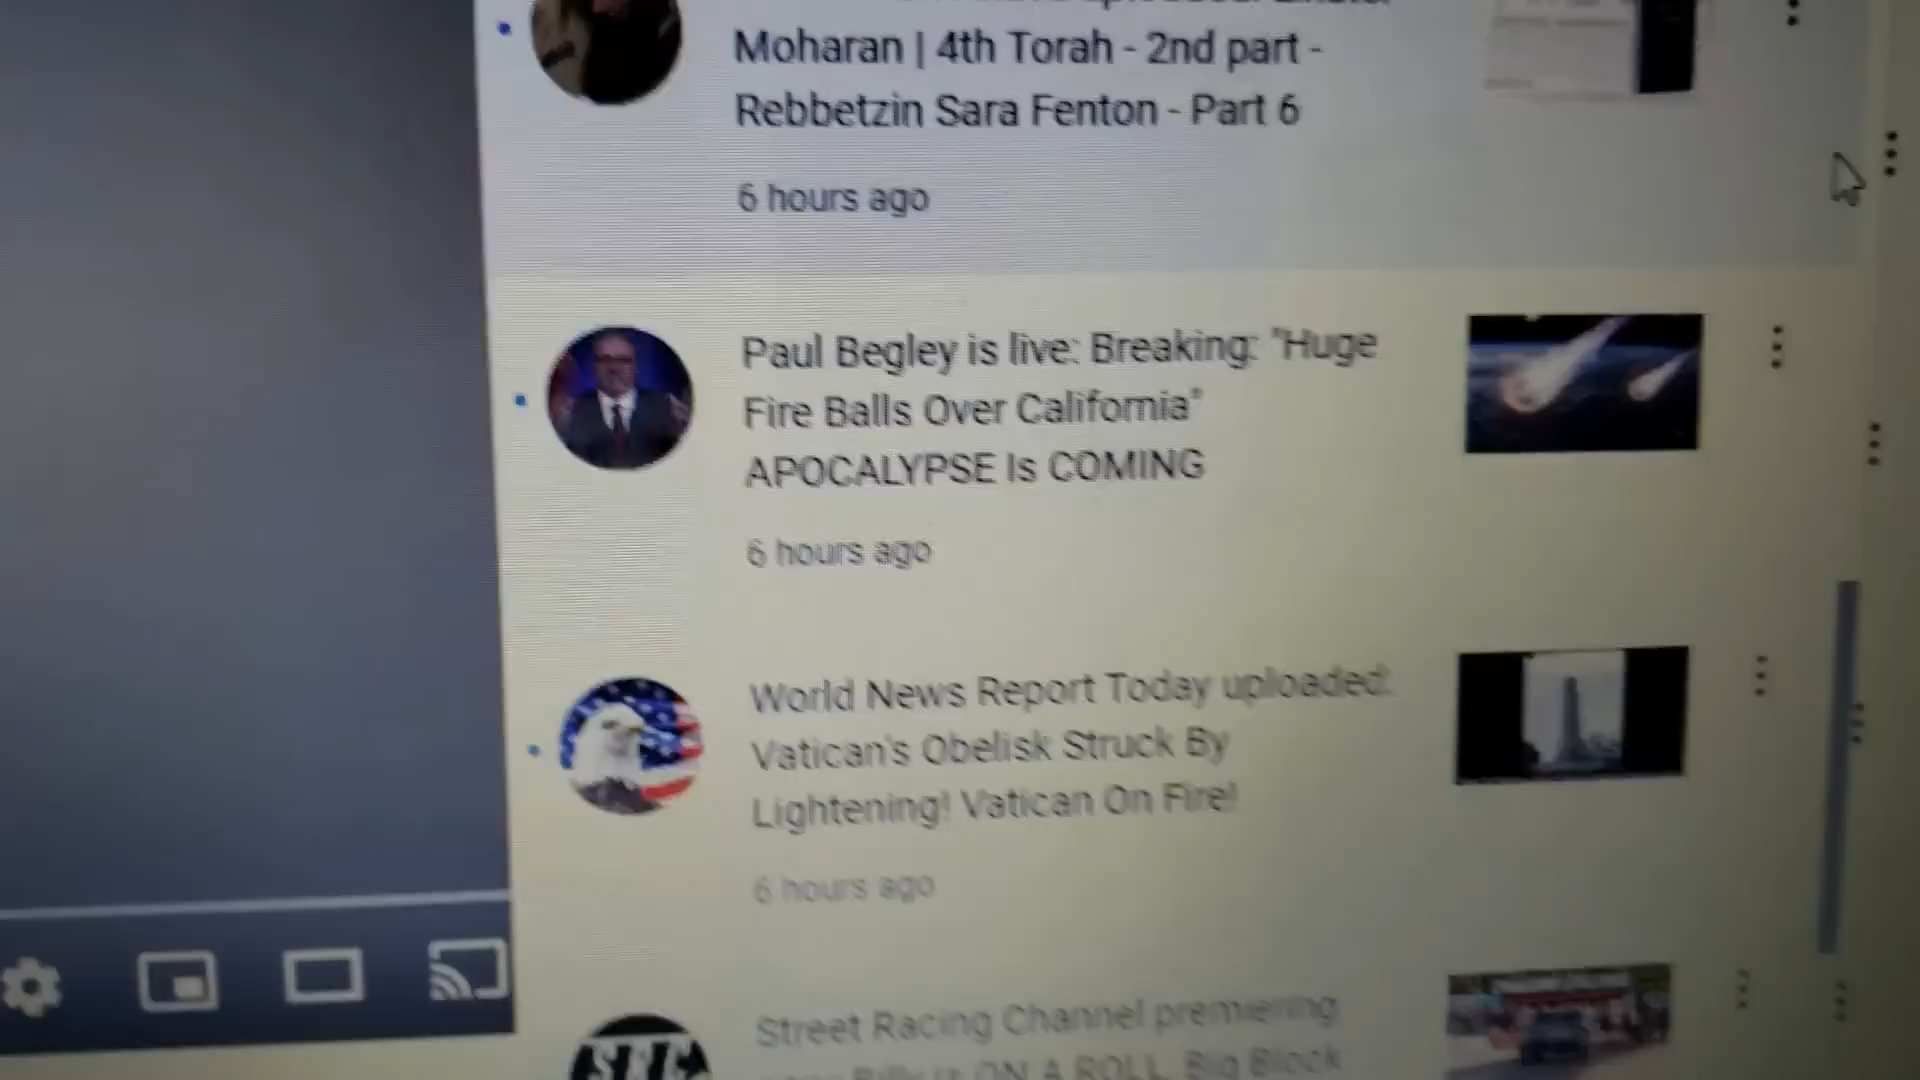 Moharan | 4th Torah - 2nd part -
Rebbetzin Sara Fenton - Part 6
6 hours ago
Paul Begley is live: Breaking: "Huge
Fire Balls Over California"
APOCALYPSE Is COMING
6 hours ago
World News Report Today uploaded:
Vatican's Obelisk Struck By
Lightening! Vatican On Fire!
6 hours ago
Street Racing Channel premiering
ON A ROLL Big Block